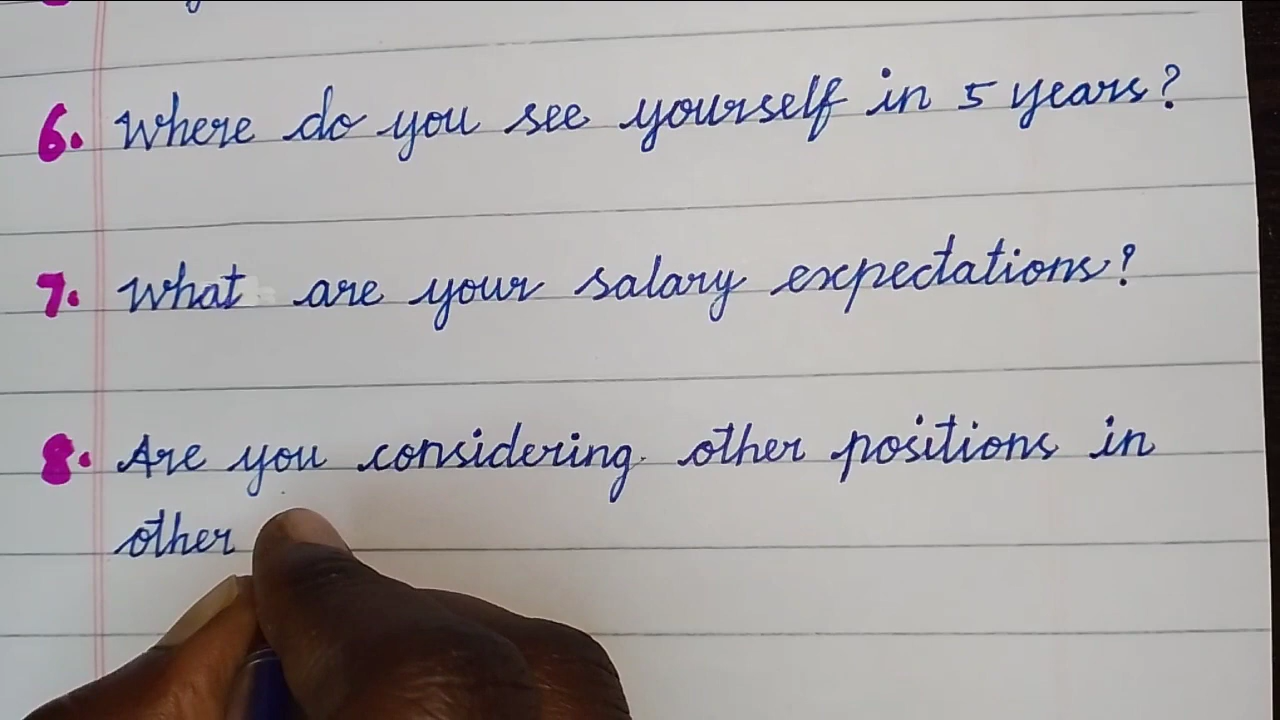 6. Where do you see yourself in 5 years?
7. What are your salary expectations?
8. Are you considering other positions in
other